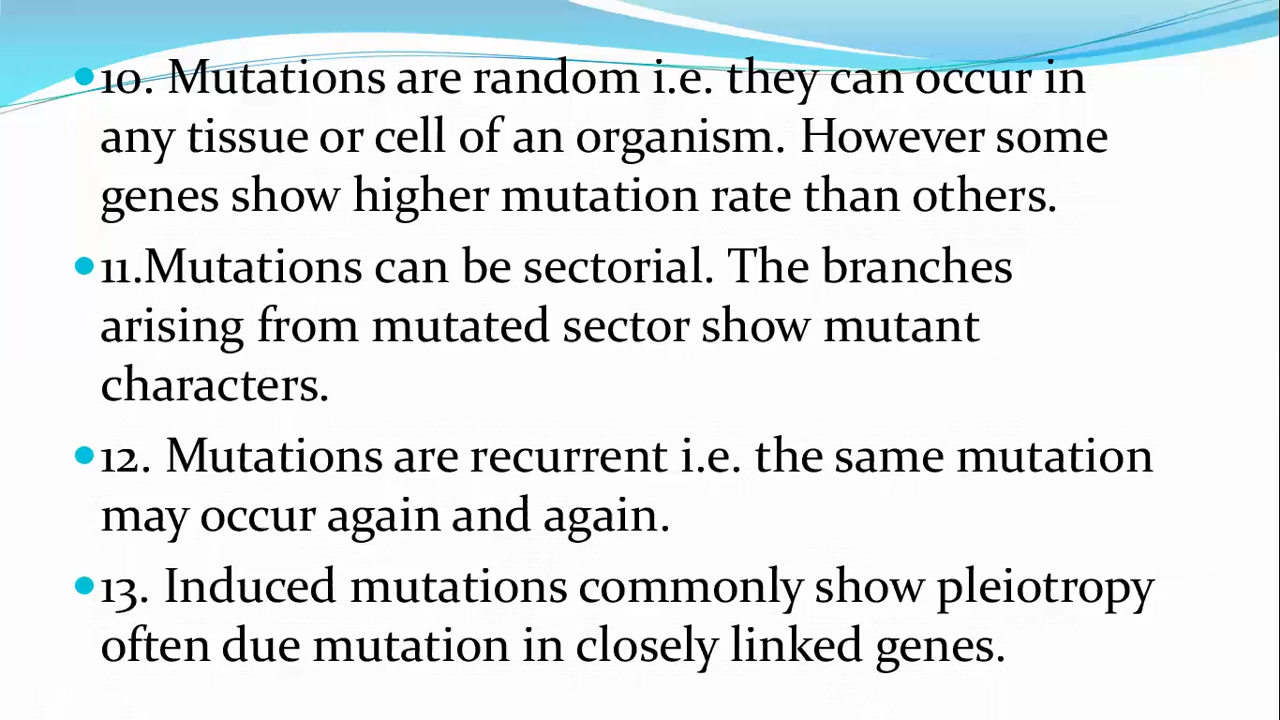 •10. Mutations are random i.e. they can occur in
any tissue or cell of an organism. However some
genes show higher mutation rate than others.
•11.Mutations can be sectorial. The branches
arising from mutated sector show mutant
characters.
•12. Mutations are recurrent i.e. the same mutation
may occur again and again.
•13. Induced mutations commonly show pleiotropy
often due mutation in closely linked genes.